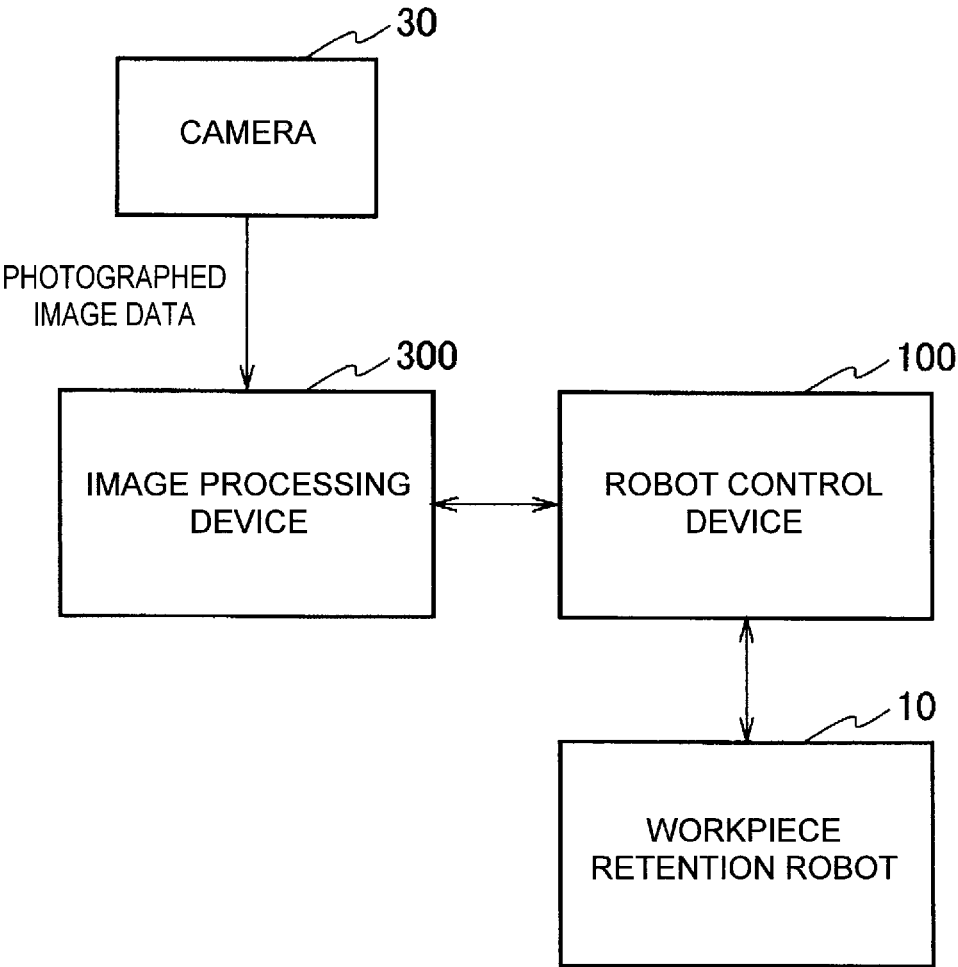 30
CAMERA
PHOTOGRAPHED
IMAGE DATA
300
IMAGE PROCESSING
DEVICE
100
ROBOT CONTROL
DEVICE
10
WORKPIECE
RETENTION ROBOT